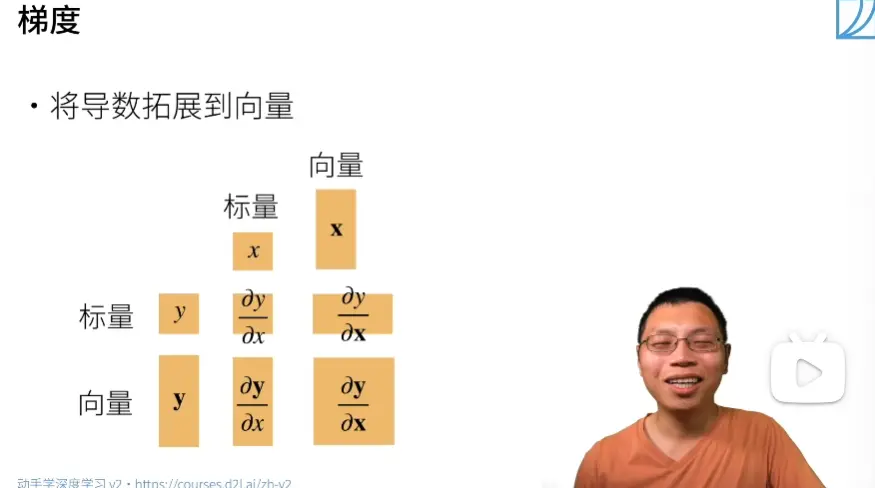 梯度
• 将导数拓展到向量
向量
标量
x
x
标量
y
∂y/∂x
∂y/∂x
向量
y
∂y/∂x
∂y/∂x
动手学深度学习 v2 • https://courses.d2l.ai/zh-v2